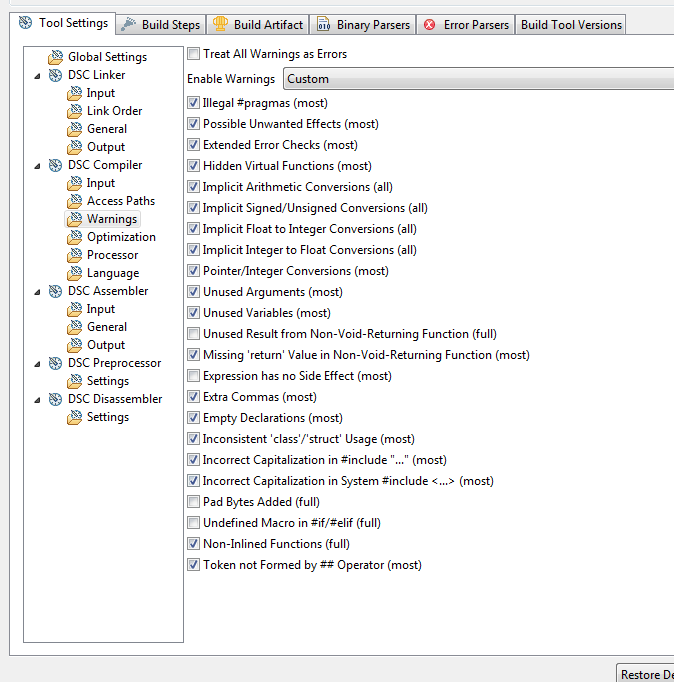 Tool Settings
Build Steps
Build Artifact
Binary Parsers
Error Parsers
Build Tool Versions
Global Settings
DSC Linker
Input
Link Order
General
Output
DSC Compiler
Input
Access Paths
Warnings
Optimization
Processor
Language
DSC Assembler
Input
General
Output
DSC Preprocessor
Settings
DSC Disassembler
Settings
Treat All Warnings as Errors
Enable Warnings Custom
Illegal #pragmas (most)
Possible Unwanted Effects (most)
Extended Error Checks (most)
Hidden Virtual Functions (most)
Implicit Arithmetic Conversions (all)
Implicit Signed/Unsigned Conversions (all)
Implicit Float to Integer Conversions (all)
Implicit Integer to Float Conversions (all)
Pointer/Integer Conversions (most)
Unused Arguments (most)
Unused Variables (most)
Unused Result from Non-Void-Returning Function (full)
Missing 'return' Value in Non-Void-Returning Function (most)
Expression has no Side Effect (most)
Extra Commas (most)
Empty Declarations (most)
Inconsistent 'class'/'struct' Usage (most)
Incorrect Capitalization in #include "..." (most)
Incorrect Capitalization in System #include <...> (most)
Pad Bytes Added (full)
Undefined Macro in #if/#elif (full)
Non-Inlined Functions (full)
Token not Formed by ## Operator (most)
Restore De